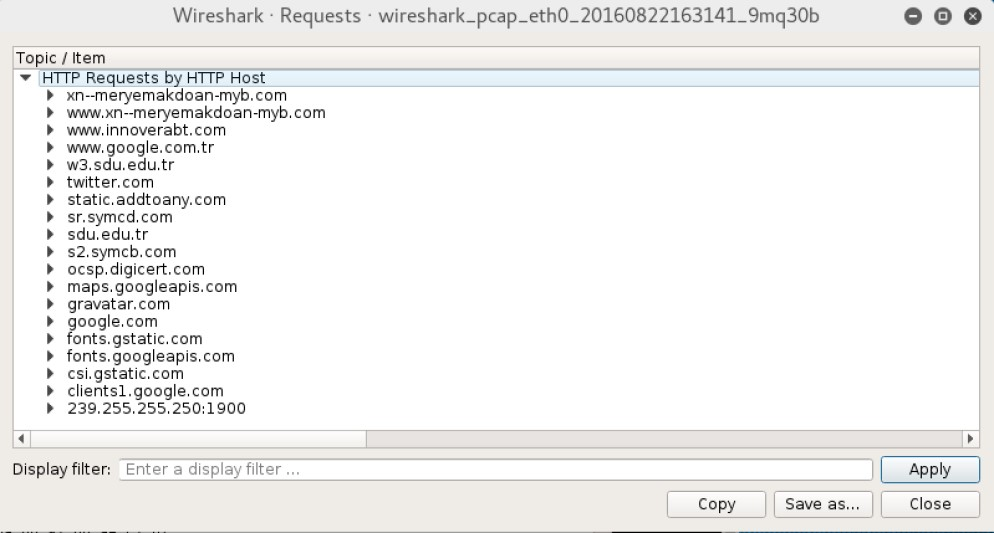 Wireshark · Requests · wireshark_pcap_eth0_20160822163141_9mq30b
Topic / Item
HTTP Requests by HTTP Host
xn--meryemakdoan-myb.com
www.xn--meryemakdoan-myb.com
www.innoverabt.com
www.google.com.tr
w3.sdu.edu.tr
twitter.com
static.addtoany.com
sr.symcd.com
sdu.edu.tr
s2.symcb.com
ocsp.digicert.com
maps.googleapis.com
gravatar.com
google.com
fonts.gstatic.com
fonts.googleapis.com
csi.gstatic.com
clients1.google.com
239.255.255.250:1900
Display filter: Enter a display filter ... Apply
Copy Save as... Close